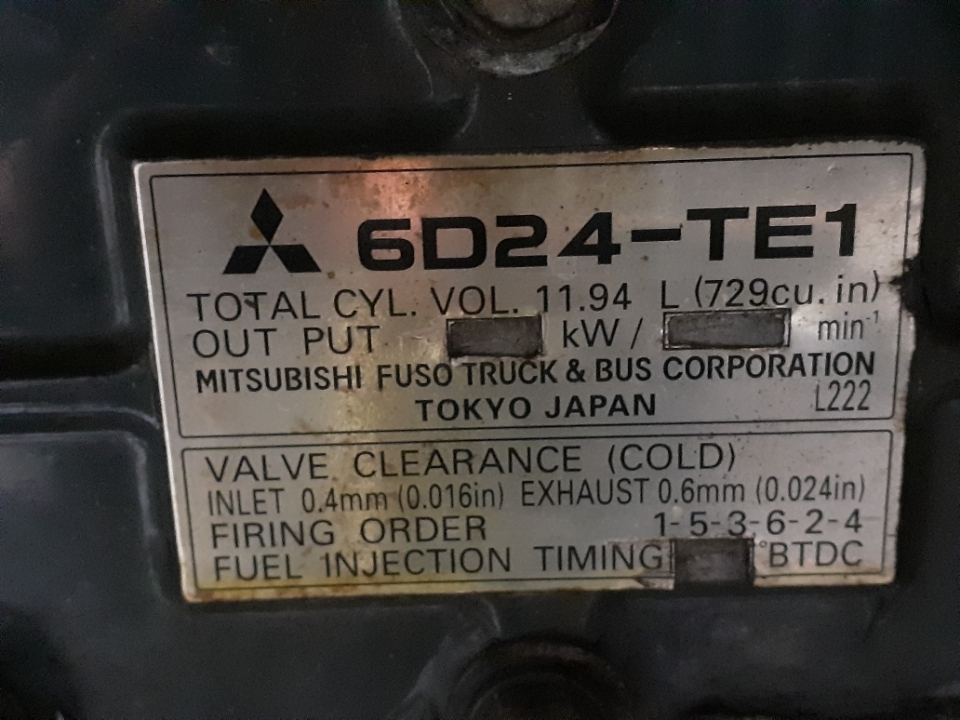 6D24-TE1
TOTAL CYL. VOL. 11.94 L (729cu. in)
OUT PUT kW / min⁻¹
MITSUBISHI FUSO TRUCK & BUS CORPORATION
TOKYO JAPAN L222
VALVE CLEARANCE (COLD)
INLET 0.4mm (0.016in) EXHAUST 0.6mm (0.024in)
FIRING ORDER 1-5-3-6-2-4
FUEL INJECTION TIMING °BTDC